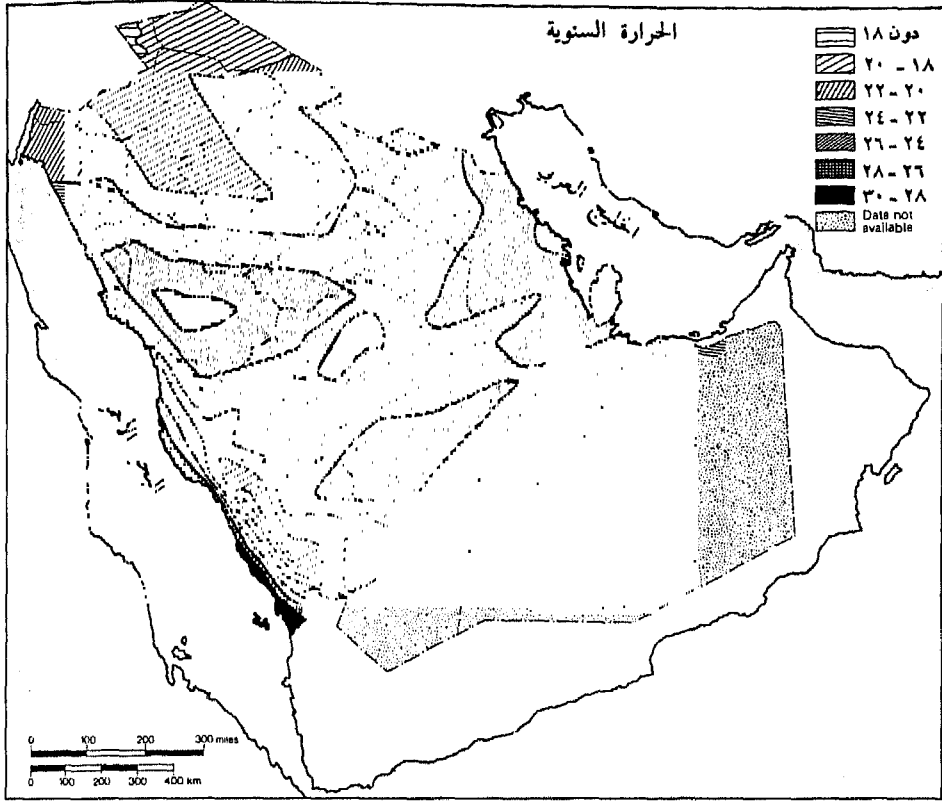 الحرارة السنوية
دون ١٨
١٨ - ٢٠
٢٠ - ٢٢
٢٢ - ٢٤
٢٤ - ٢٦
٢٦ - ٢٨
٢٨ - ٣٠
Data not
available
الخليج العربي
البحر
0 100 200 300 miles
0 100 200 300 400 km